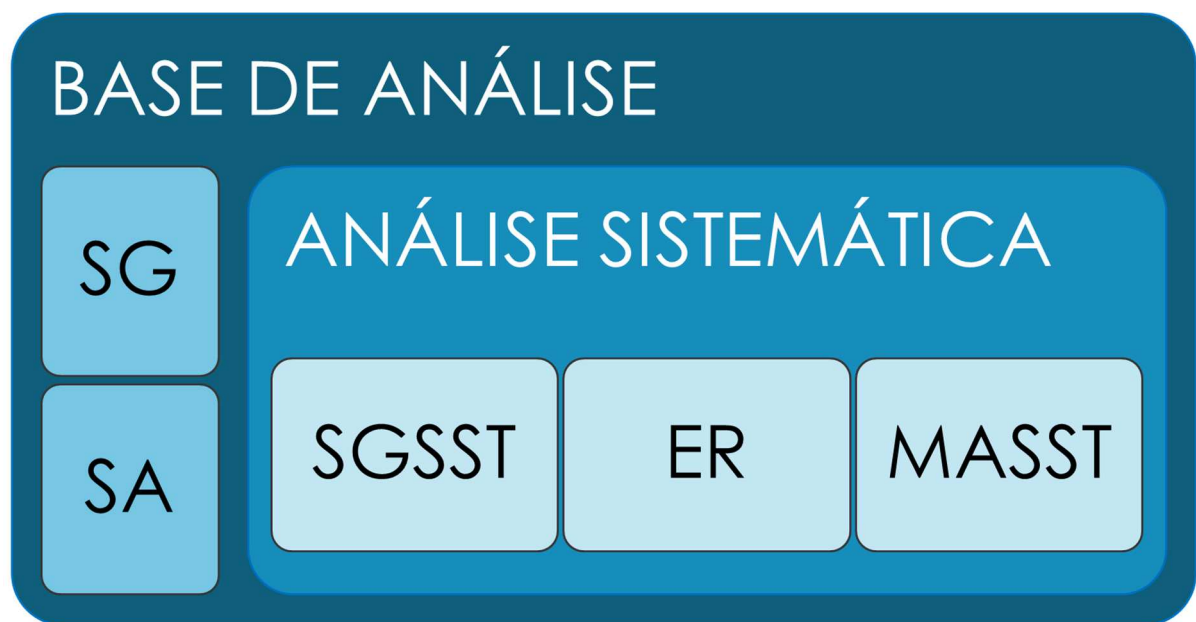 BASE DE ANÁLISE
SG
SA
ANÁLISE SISTEMÁTICA
SGSST
ER
MASST